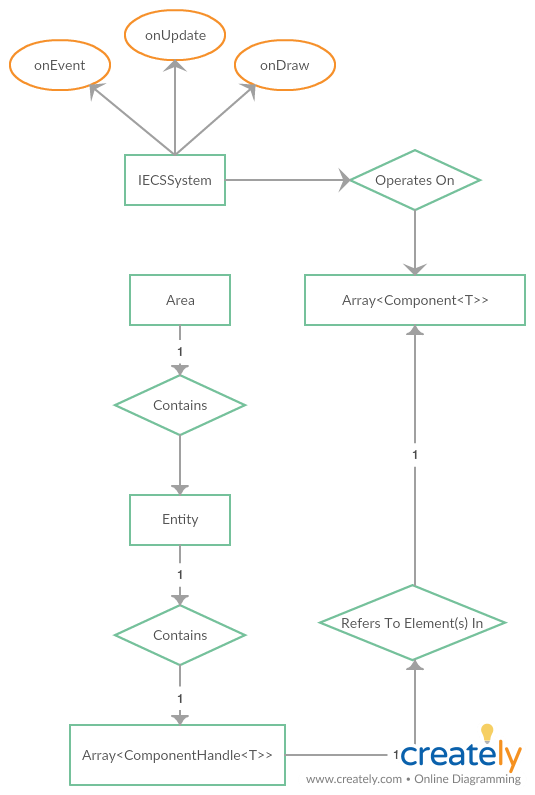 onUpdate
onEvent
onDraw
IECSSystem
Operates On
Area
Array<Component<T>>
1
Contains
1
Entity
1
Contains
Refers To Element(s) In
1
Array<ComponentHandle<T>>
1
creately
www.creately.com • Online Diagramming